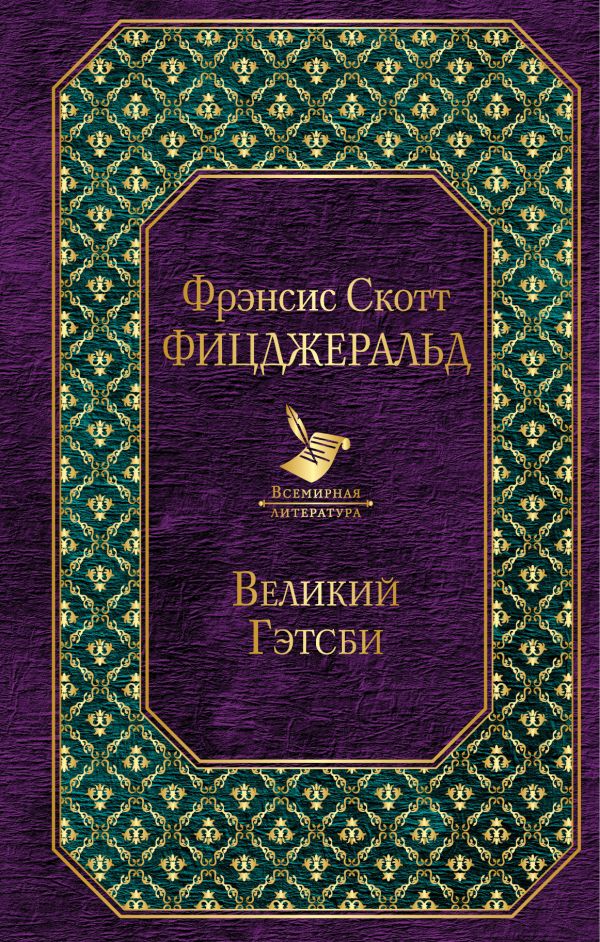 Фрэнсис Скотт
ФИЦДЖЕРАЛЬД
Всемирная
литература
Великий
Гэтсби